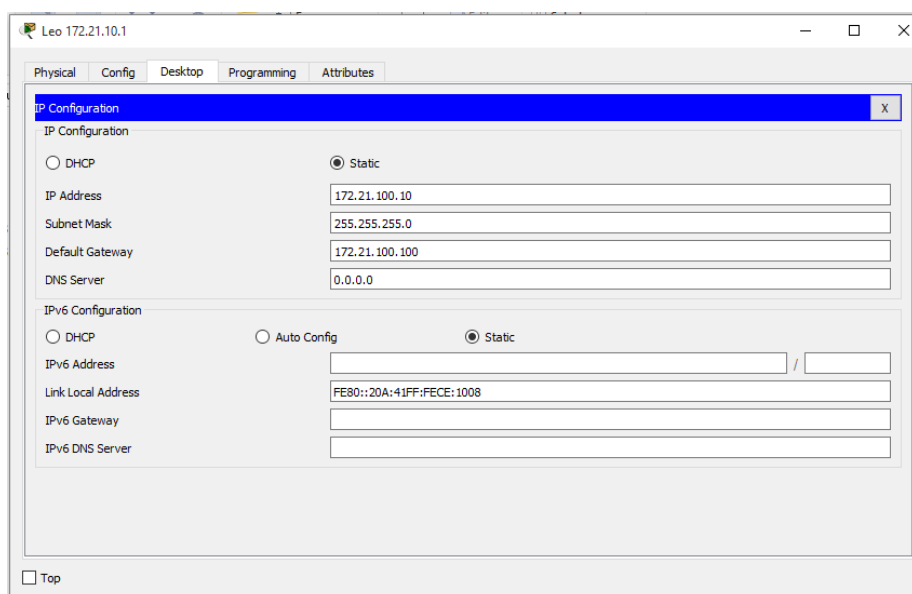 Leo 172.21.10.1
Physical Config Desktop Programming Attributes
IP Configuration X
IP Configuration
DHCP Static
IP Address 172.21.100.10
Subnet Mask 255.255.255.0
Default Gateway 172.21.100.100
DNS Server 0.0.0.0
IPv6 Configuration
DHCP Auto Config Static
IPv6 Address /
Link Local Address FE80::20A:41FF:FECE:1008
IPv6 Gateway
IPv6 DNS Server
Top